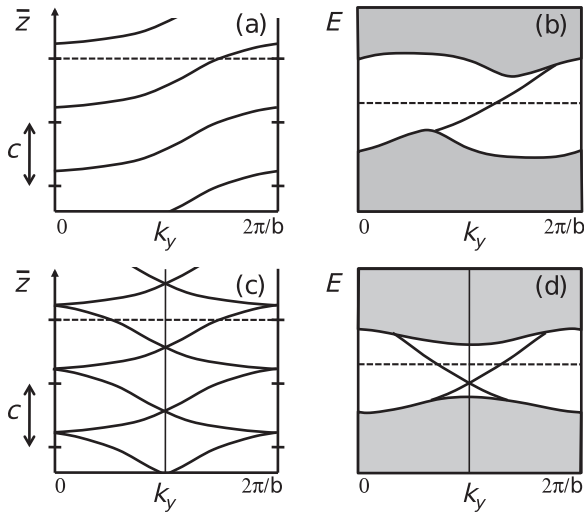 z̄ (a)
c
0 k_y 2π/b
E (b)
0 k_y 2π/b
z̄ (c)
c
0 k_y 2π/b
E (d)
0 k_y 2π/b